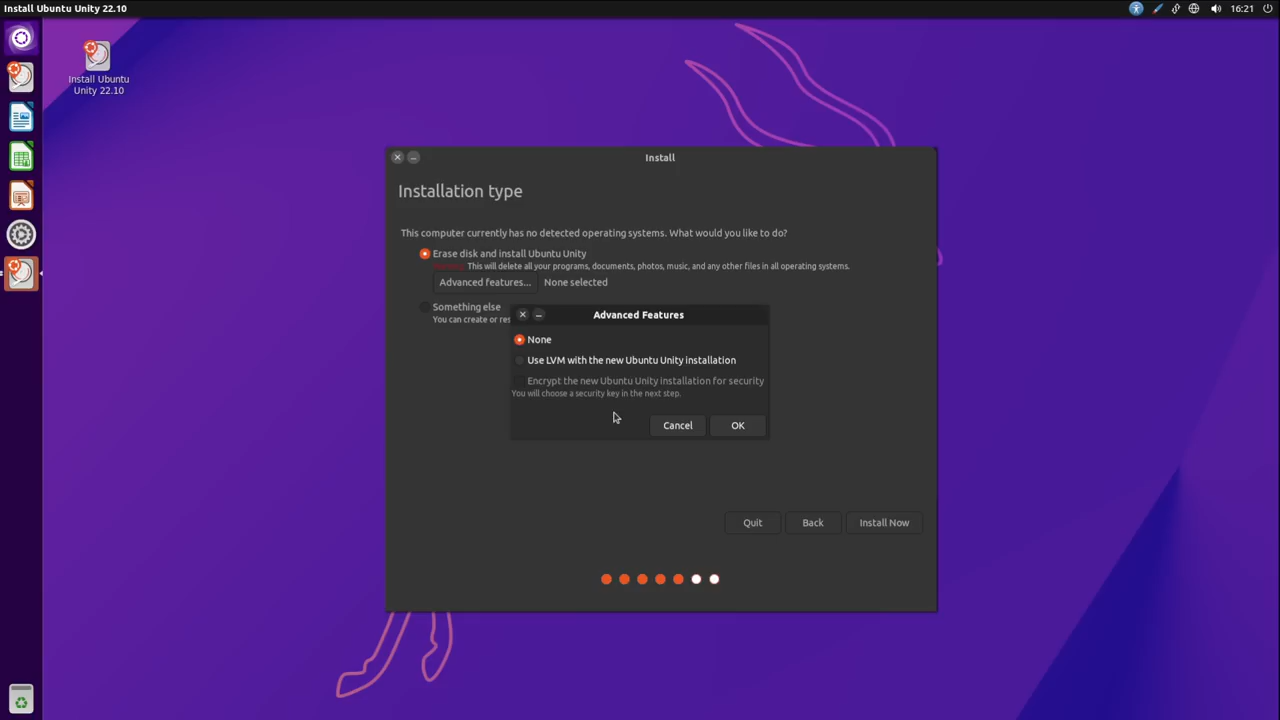 Install Ubuntu Unity 22.10
16:21
Install Ubuntu
Unity 22.10
Install
Installation type
This computer currently has no detected operating systems. What would you like to do?
Erase disk and install Ubuntu Unity
This will delete all your programs, documents, photos, music, and any other files in all operating systems.
Advanced features... None selected
Something else
You can create or res
Advanced Features
None
Use LVM with the new Ubuntu Unity installation
Encrypt the new Ubuntu Unity installation for security
You will choose a security key in the next step.
Cancel OK
Quit Back Install Now